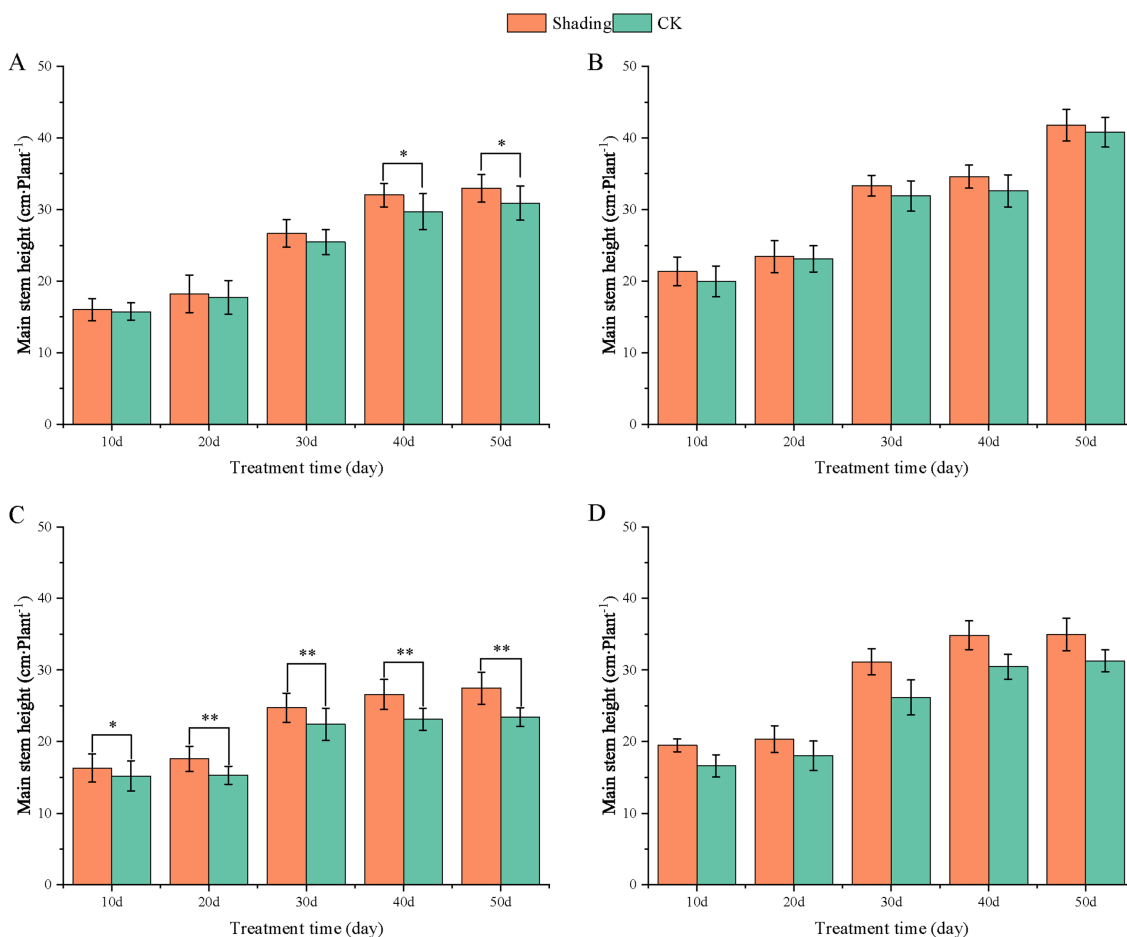 Shading CK
A
Main stem height (cm·Plant⁻¹)
50
40
30
20
10
0
* *
10d 20d 30d 40d 50d
Treatment time (day)
B
Main stem height (cm·Plant⁻¹)
50
40
30
20
10
0
10d 20d 30d 40d 50d
Treatment time (day)
C
Main stem height (cm·Plant⁻¹)
50
40
30
20
10
0
* ** ** ** **
10d 20d 30d 40d 50d
Treatment time (day)
D
Main stem height (cm·Plant⁻¹)
50
40
30
20
10
0
10d 20d 30d 40d 50d
Treatment time (day)